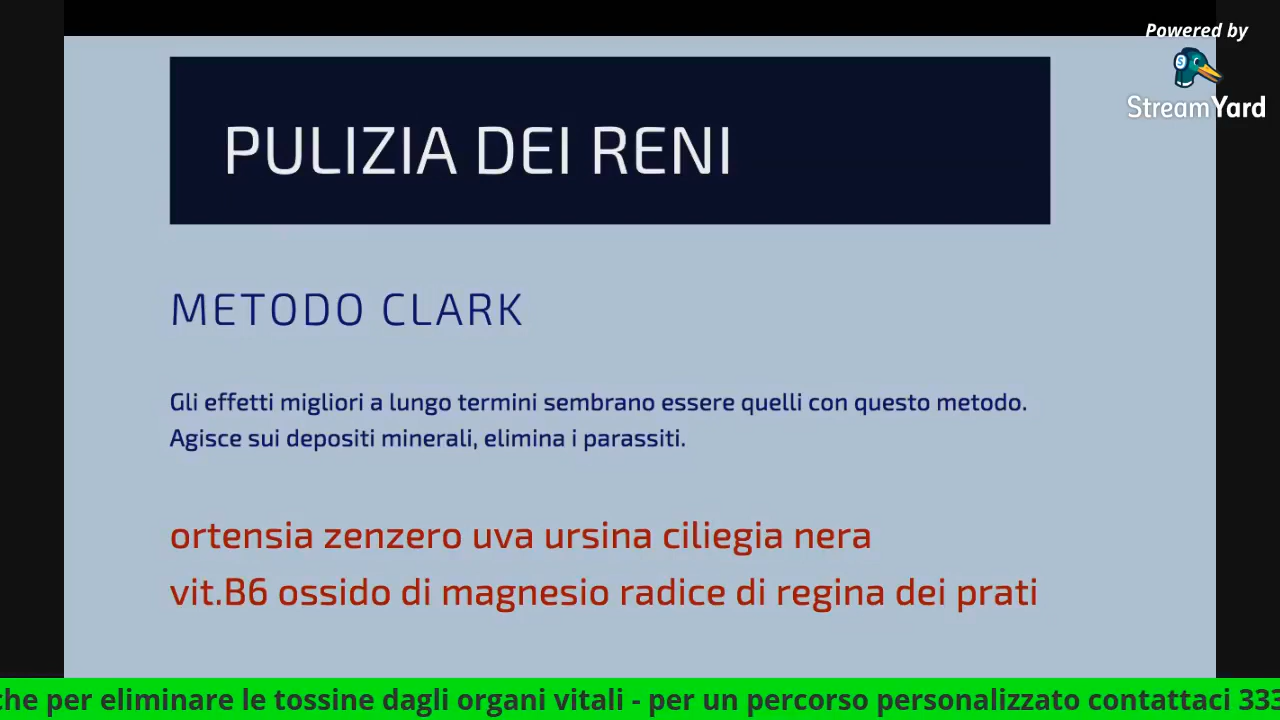 Powered by
StreamYard
PULIZIA DEI RENI
METODO CLARK
Gli effetti migliori a lungo termini sembrano essere quelli con questo metodo.
Agisce sui depositi minerali, elimina i parassiti.
ortensia zenzero uva ursina ciliegia nera
vit.B6 ossido di magnesio radice di regina dei prati
per eliminare le tossine dagli organi vitali - per un percorso personalizzato contattaci 333